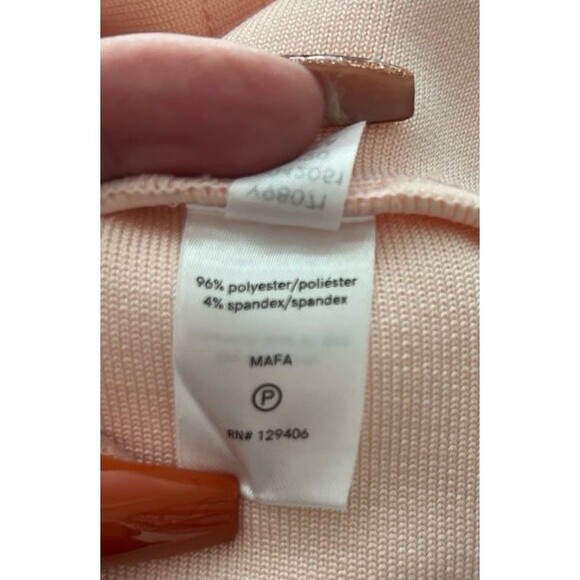 96% polyester/poliéster
4% spandex/spandex
MAFA
P
RN# 129406